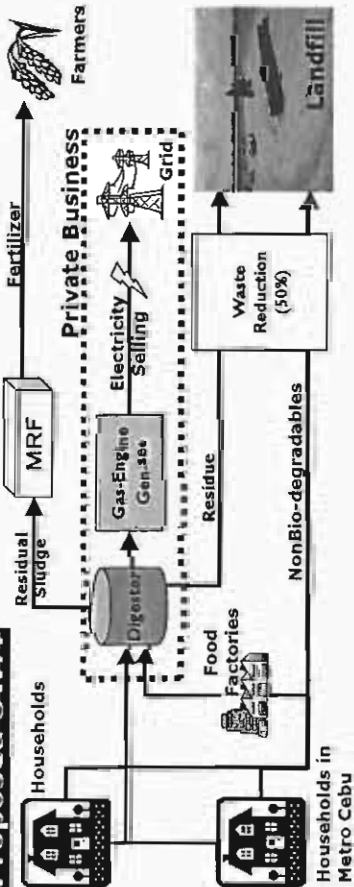 Households
Households in
Metro Cebu
Food
Factories
Residual
Sludge
MRF
Fertilizer
Farmers
Private Business
Digester
Gas-Engine
Electricity
Selling
Grid
Residue
NonBio-degradables
Waste
Reduction
(50%)
Landfill